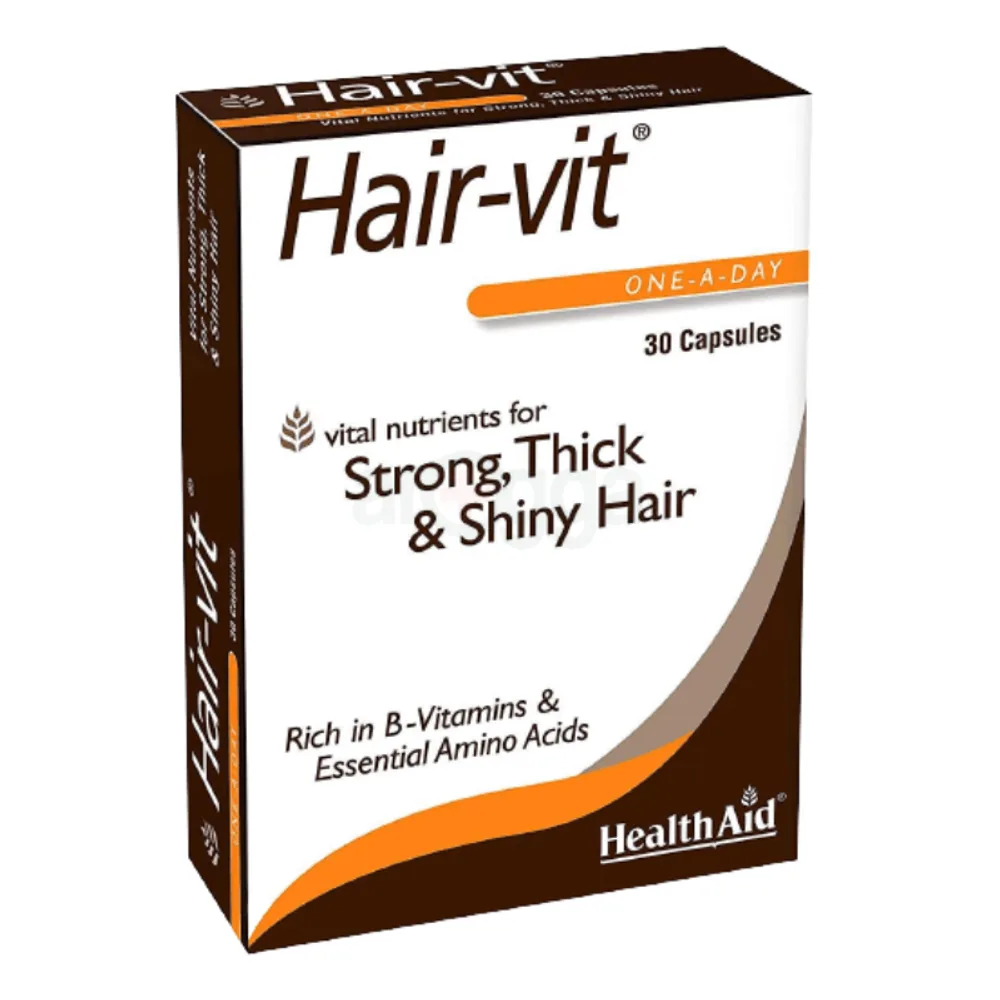 Hair-vit®
30 Capsules
ONE-A-DAY
Vital Nutrients for Strong, Thick & Shiny Hair
Hair-vit®
ONE-A-DAY
30 Capsules
vital nutrients for
Strong, Thick
& Shiny Hair
Rich in B-Vitamins &
Essential Amino Acids
HealthAid®
Vital Nutrients
for Strong, Thick
& Shiny Hair
Hair-vit®
30 Capsules
ONE-A-DAY